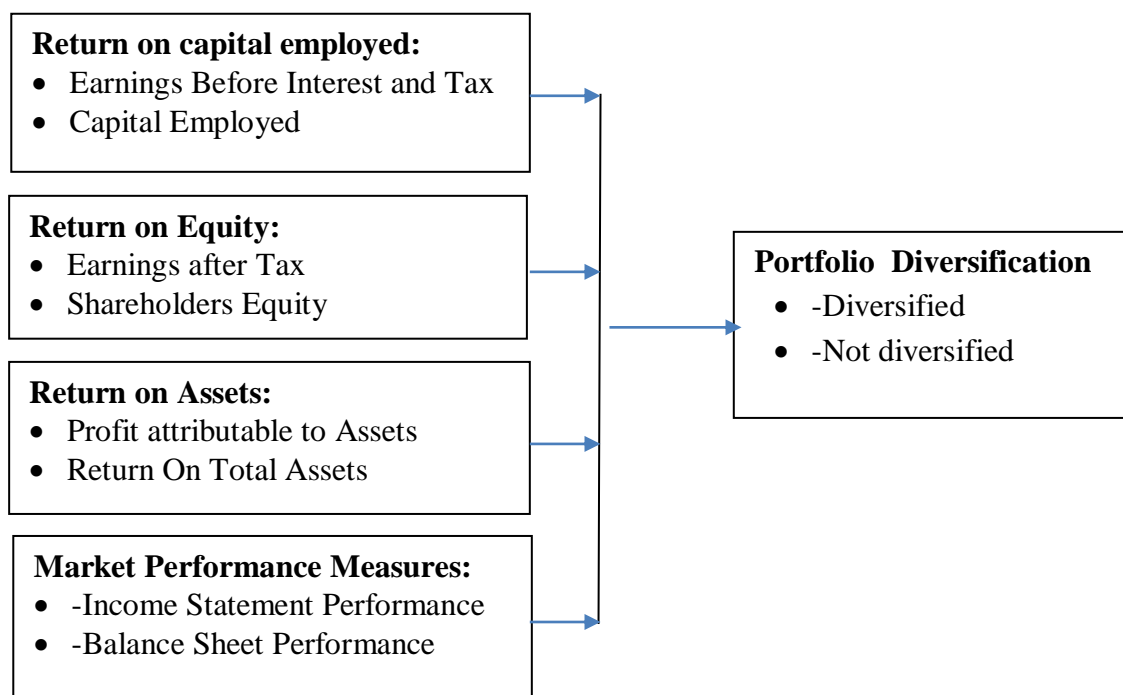 Return on capital employed:
• Earnings Before Interest and Tax
• Capital Employed
Return on Equity:
• Earnings after Tax
• Shareholders Equity
Return on Assets:
• Profit attributable to Assets
• Return On Total Assets
Market Performance Measures:
• -Income Statement Performance
• -Balance Sheet Performance
Portfolio Diversification
• -Diversified
• -Not diversified